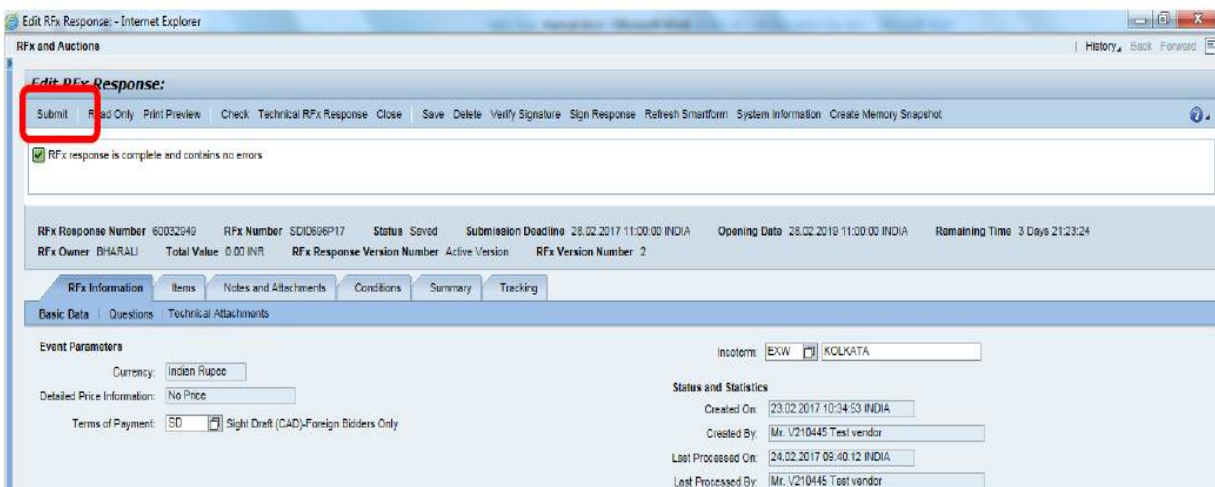 Edit RFx Response: - Internet Explorer
RFx and Auctions
History Back Forward
Edit RFx Response:
Submit Read Only Print Preview Check Technical RFx Response Close Save Delete Verify Signature Sign Response Refresh Smartform System Information Create Memory Snapshot
RFx response is complete and contains no errors
RFx Response Number 60032949 RFx Number SDI0696P17 Status Saved Submission Deadline 28.02.2017 11:00:00 INDIA Opening Date 28.02.2019 11:00:00 INDIA Remaining Time 3 Days 21:23:24
RFx Owner BHARALI Total Value 0.00 INR RFx Response Version Number Active Version RFx Version Number 2
RFx Information Items Notes and Attachments Conditions Summary Tracking
Basic Data Questions Technical Attachments
Event Parameters
Incoterm: EXW KOLKATA
Currency: Indian Rupee
Status and Statistics
Detailed Price Information: No Price
Created On: 23.02.2017 10:34:53 INDIA
Terms of Payment: SD Sight Draft (CAD)-Foreign Bidders Only
Created By: Mr. V210445 Test vendor
Last Processed On: 24.02.2017 09:40:12 INDIA
Last Processed By: Mr. V210445 Test vendor